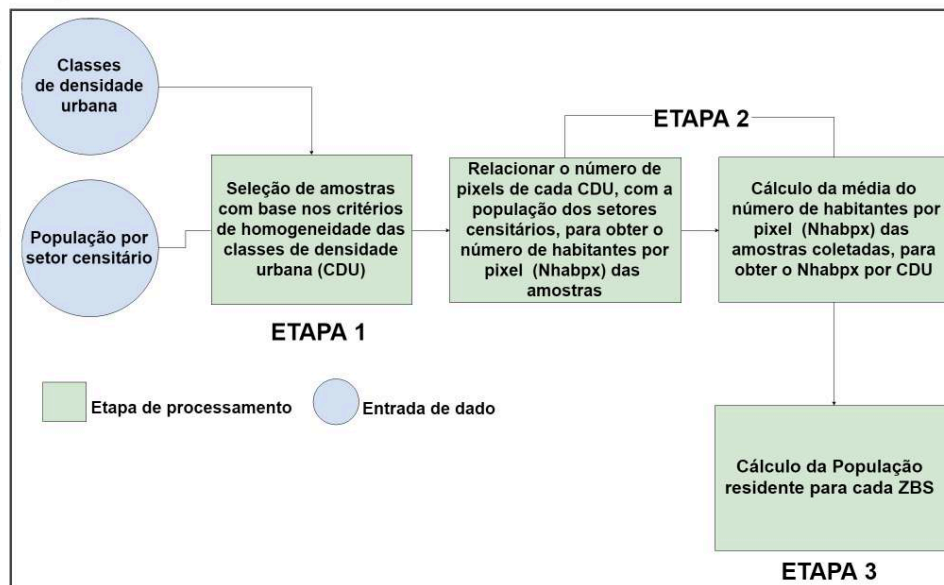 Classes
de densidade
urbana
População por
setor censitário
Seleção de amostras
com base nos critérios
de homogeneidade das
classes de densidade
urbana (CDU)
ETAPA 1
ETAPA 2
Relacionar o número de
pixels de cada CDU, com a
população dos setores
censitários, para obter o
número de habitantes por
pixel (Nhabpx) das
amostras
Cálculo da média do
número de habitantes por
pixel (Nhabpx) das
amostras coletadas, para
obter o Nhabpx por CDU
Etapa de processamento
Entrada de dado
Cálculo da População
residente para cada ZBS
ETAPA 3